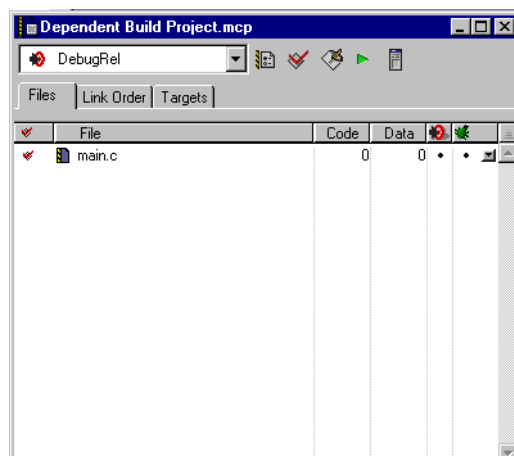 Dependent Build Project.mcp
DebugRel
Files Link Order Targets
File Code Data
main.c 0 0